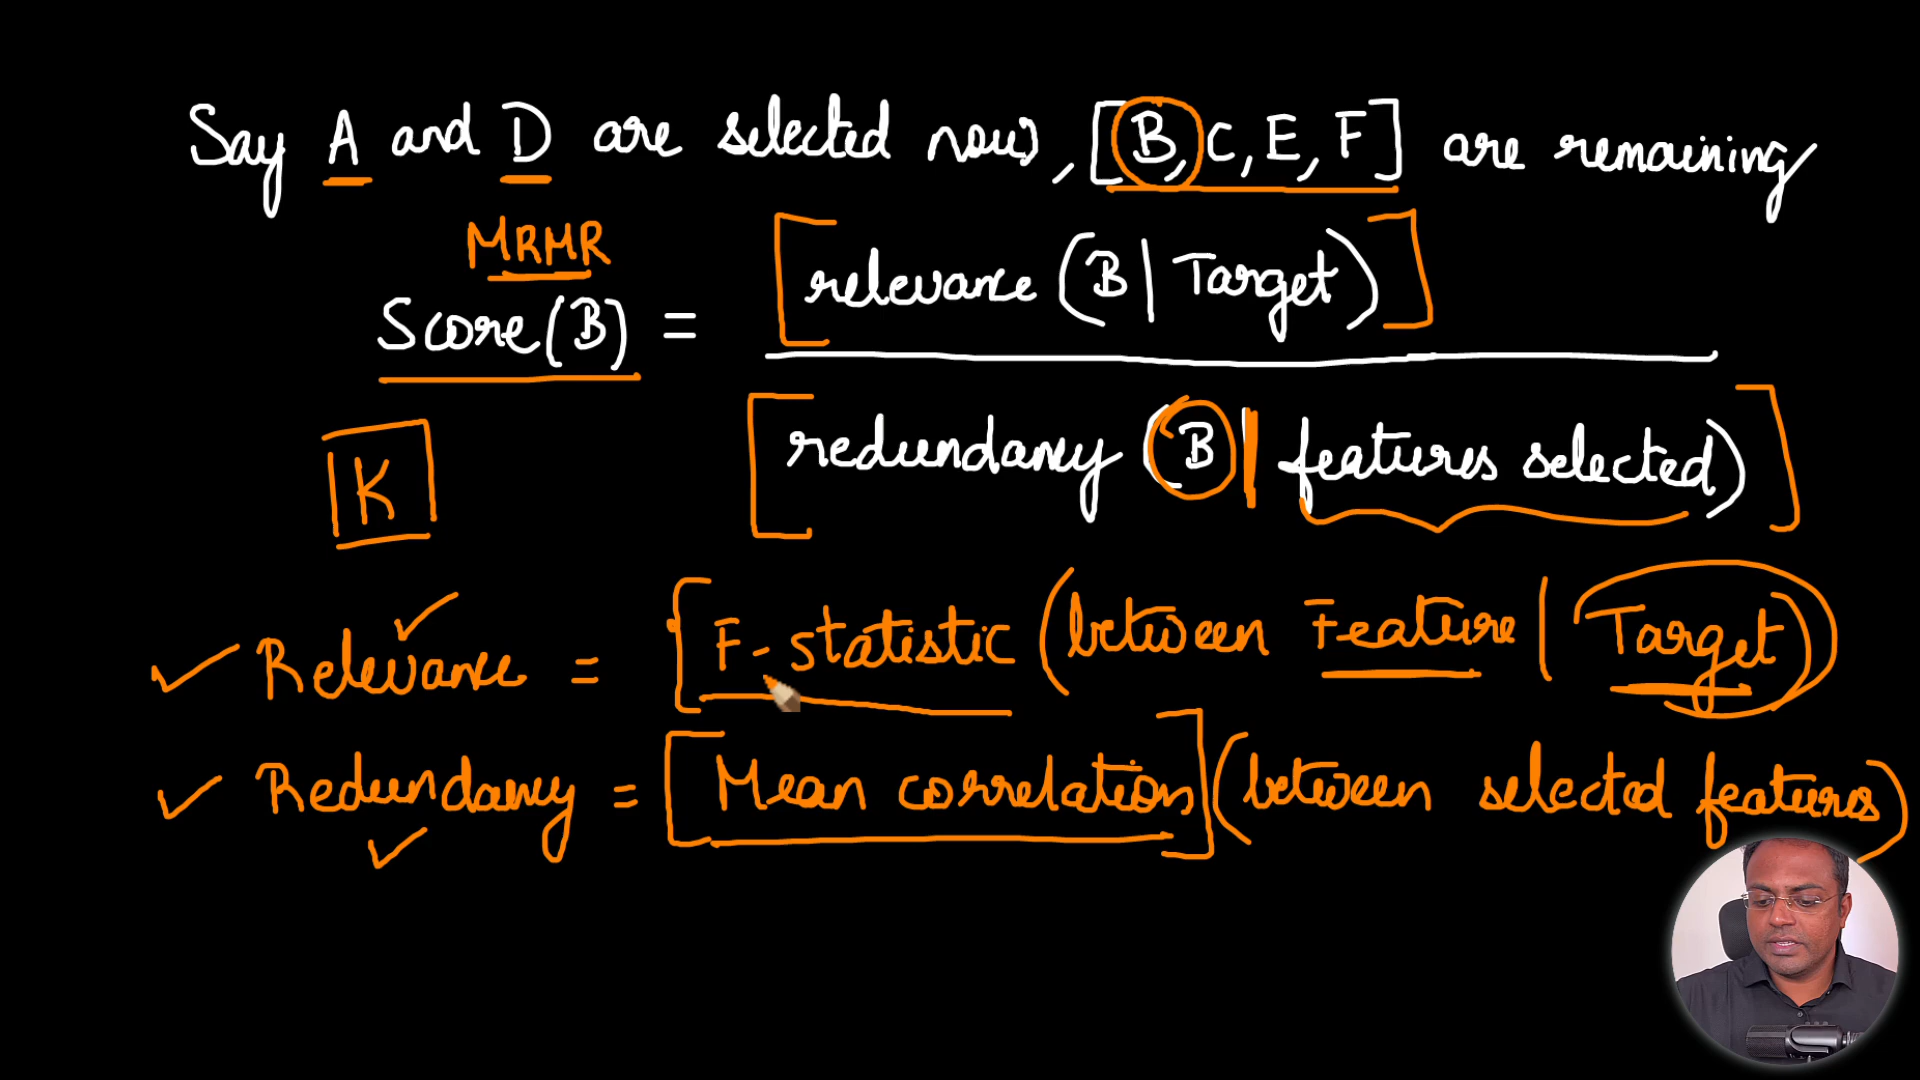 Say A and D are selected now, [B, C, E, F] are remaining
MRMR
Score(B) = [relevance (B | Target)]
[redundancy (B | features selected)]
K
✓ Relevance = [F-statistic (between Feature | Target)
✓ Redundancy = [Mean correlation] (between selected features)